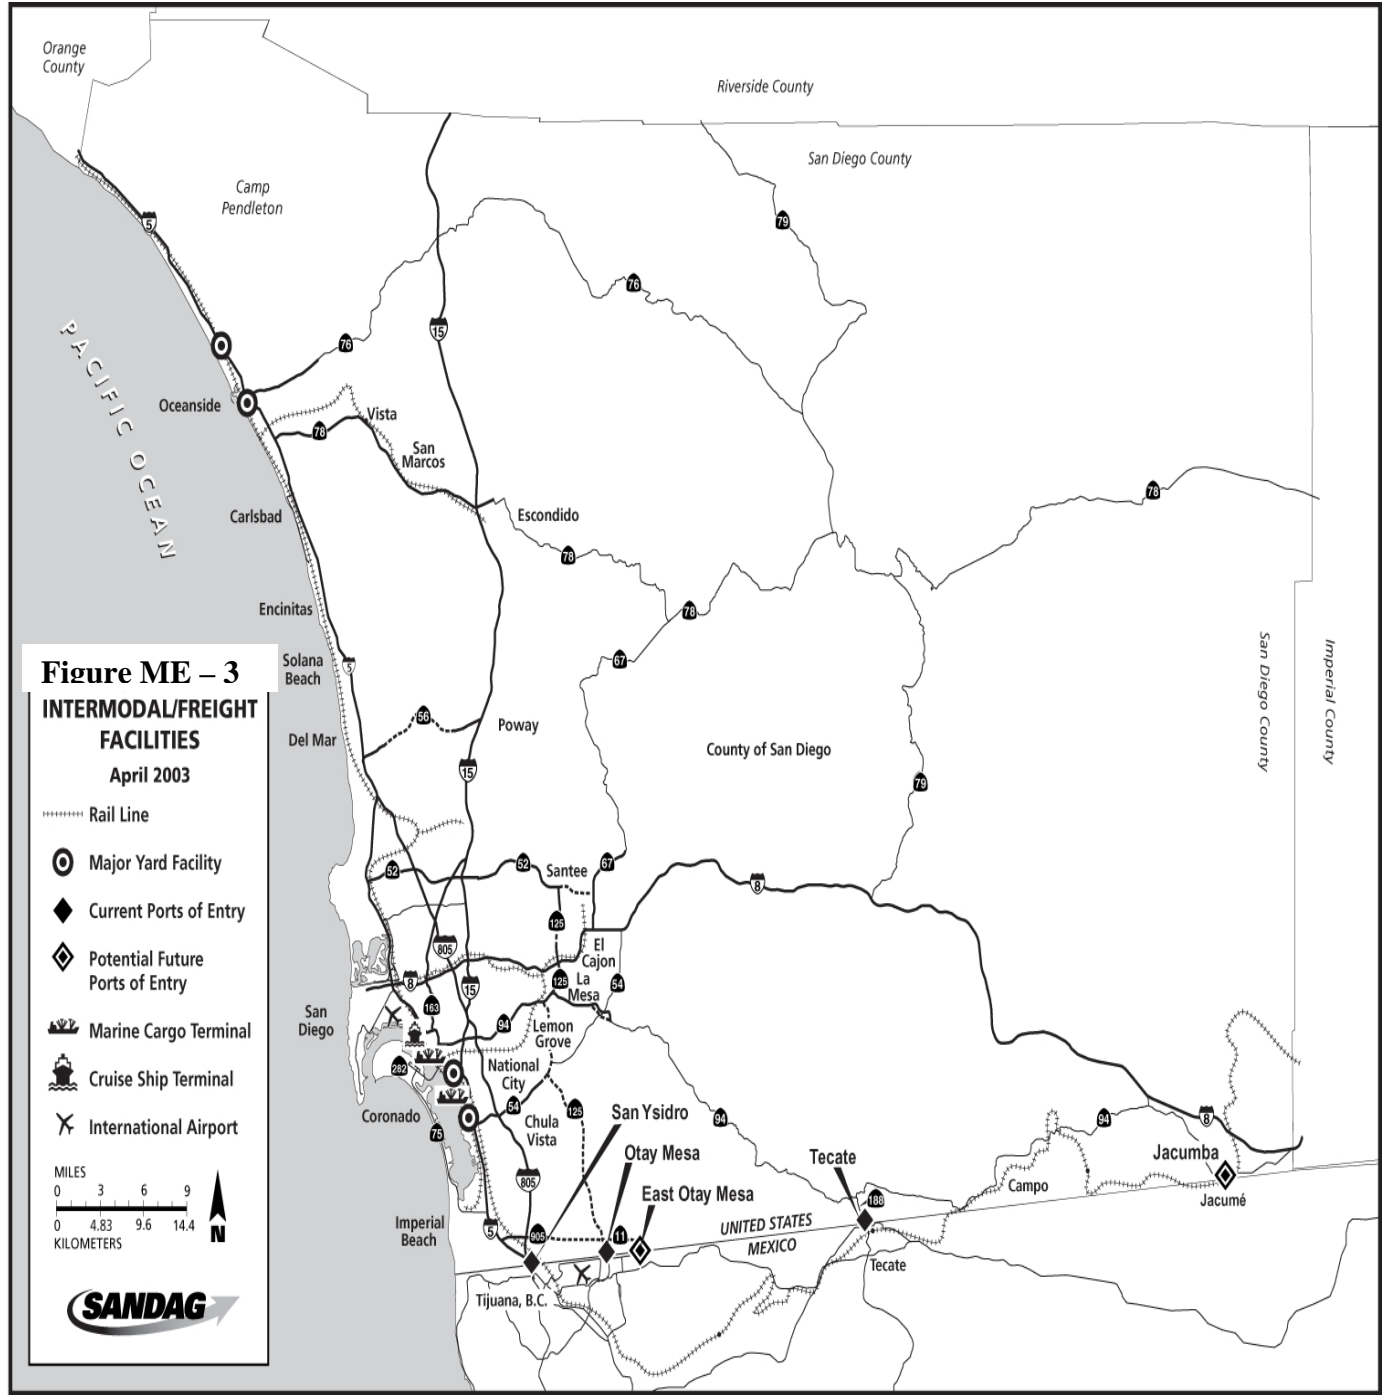 Orange
County
Riverside County
San Diego County
Camp
Pendleton
5
79
76
15
76
PACIFIC OCEAN
Oceanside
Vista
78
San
Marcos
78
Carlsbad
Escondido
78
Encinitas
78
San Diego County
Imperial County
67
Solana
Beach
5
Figure ME – 3
INTERMODAL/FREIGHT
FACILITIES
April 2003
Rail Line
Major Yard Facility
Current Ports of Entry
Potential Future
Ports of Entry
Marine Cargo Terminal
Cruise Ship Terminal
International Airport
MILES
0 3 6 9
0 4.83 9.6 14.4
KILOMETERS
N
SANDAG
56
Poway
Del Mar
County of San Diego
15
79
52
52
Santee
67
8
125
805
El
Cajon
8
125
La
Mesa
54
15
163
San
Diego
94
Lemon
Grove
282
National
City
54
125
San Ysidro
Coronado
75
Chula
Vista
94
94
8
Otay Mesa
Tecate
Jacumba
805
East Otay Mesa
188
Campo
Jacumé
Imperial
Beach
5
905
11
UNITED STATES
MEXICO
Tecate
Tijuana, B.C.